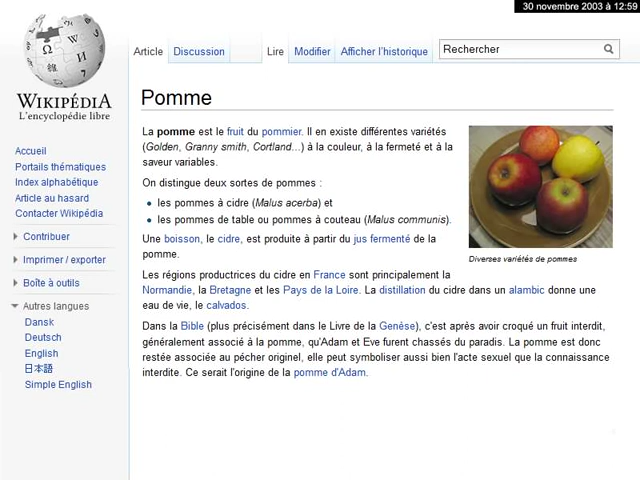 30 novembre 2003 à 12:59
WIKIPÉDIA
L'encyclopédie libre
Article Discussion Lire Modifier Afficher l'historique Rechercher
Pomme
La pomme est le fruit du pommier. Il en existe différentes variétés
(Golden, Granny smith, Cortland...) à la couleur, à la fermeté et à la
saveur variables.
On distingue deux sortes de pommes :
les pommes à cidre (Malus acerba) et
les pommes de table ou pommes à couteau (Malus communis).
Une boisson, le cidre, est produite à partir du jus fermenté de la
pomme.
Diverses variétés de pommes
Les régions productrices du cidre en France sont principalement la
Normandie, la Bretagne et les Pays de la Loire. La distillation du cidre dans un alambic donne une
eau de vie, le calvados.
Dans la Bible (plus précisément dans le Livre de la Genèse), c'est après avoir croqué un fruit interdit,
généralement associé à la pomme, qu'Adam et Eve furent chassés du paradis. La pomme est donc
restée associée au pécher originel, elle peut symboliser aussi bien l'acte sexuel que la connaissance
interdite. Ce serait l'origine de la pomme d'Adam.
Accueil
Portails thématiques
Index alphabétique
Article au hasard
Contacter Wikipédia
Contribuer
Imprimer / exporter
Boîte à outils
Autres langues
Dansk
Deutsch
English
日本語
Simple English